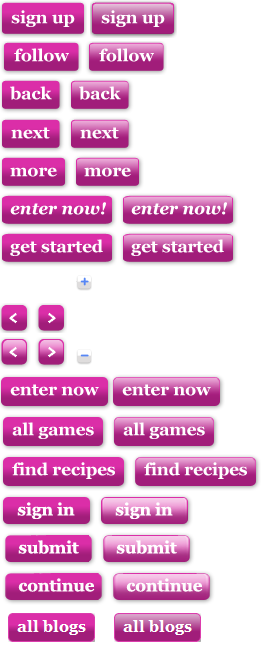 sign up sign up
follow follow
back back
next next
more more
enter now! enter now!
get started get started
+
< >
< > −
enter now enter now
all games all games
find recipes find recipes
sign in sign in
submit submit
continue continue
all blogs all blogs